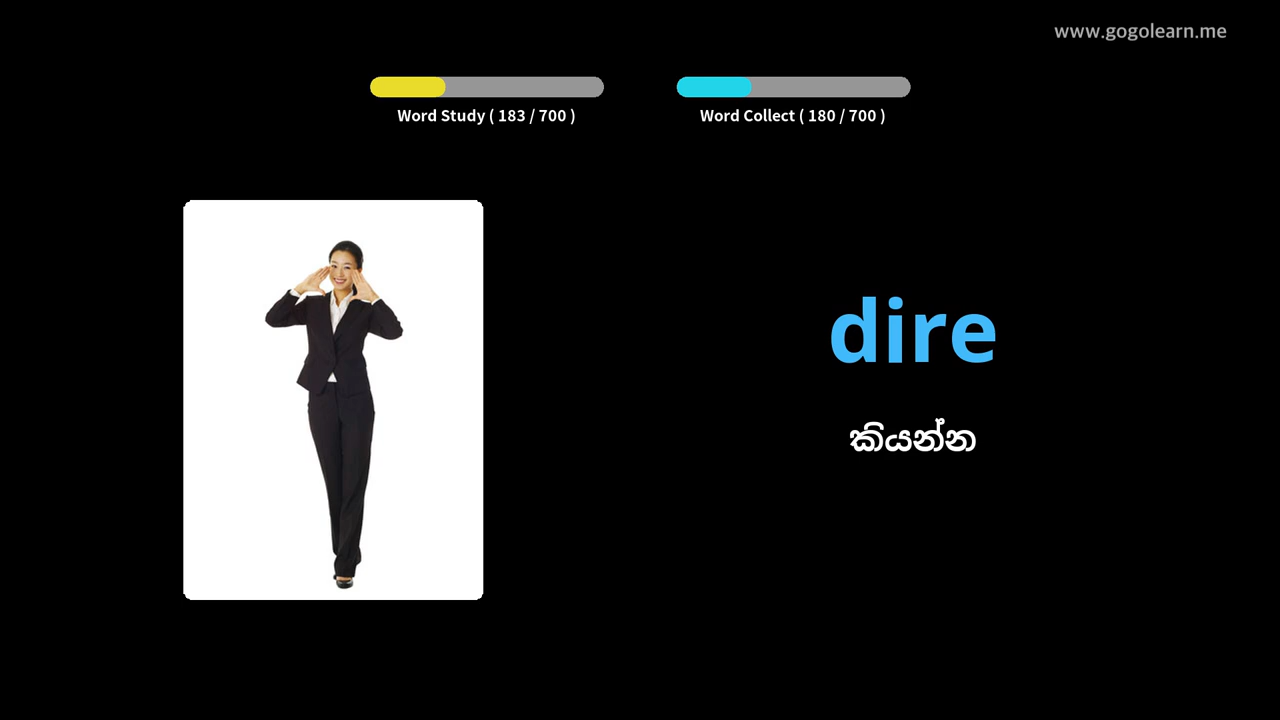 www.gogolearn.me
Word Study ( 183 / 700 )
Word Collect ( 180 / 700 )
dire
කියන්න